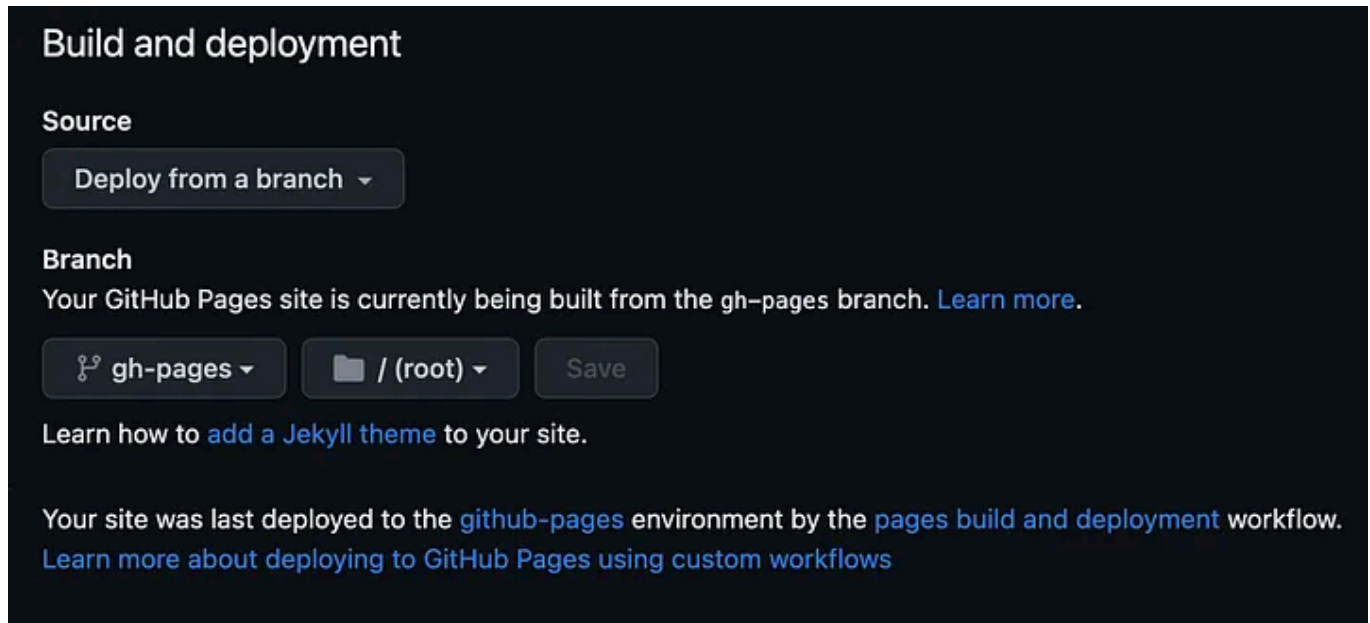 Build and deployment
Source
Deploy from a branch
Branch
Your GitHub Pages site is currently being built from the gh-pages branch. Learn more.
gh-pages / (root) Save
Learn how to add a Jekyll theme to your site.
Your site was last deployed to the github-pages environment by the pages build and deployment workflow.
Learn more about deploying to GitHub Pages using custom workflows